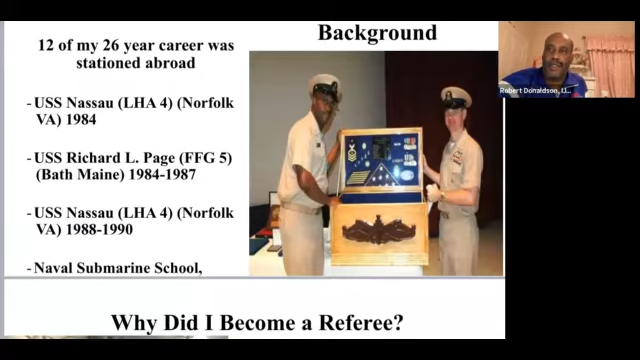 Background
12 of my 26 year career was
stationed abroad
- USS Nassau (LHA 4) (Norfolk
VA) 1984
- USS Richard L. Page (FFG 5)
(Bath Maine) 1984-1987
- USS Nassau (LHA 4) (Norfolk
VA) 1988-1990
- Naval Submarine School,
Why Did I Become a Referee?
Robert Donaldson,